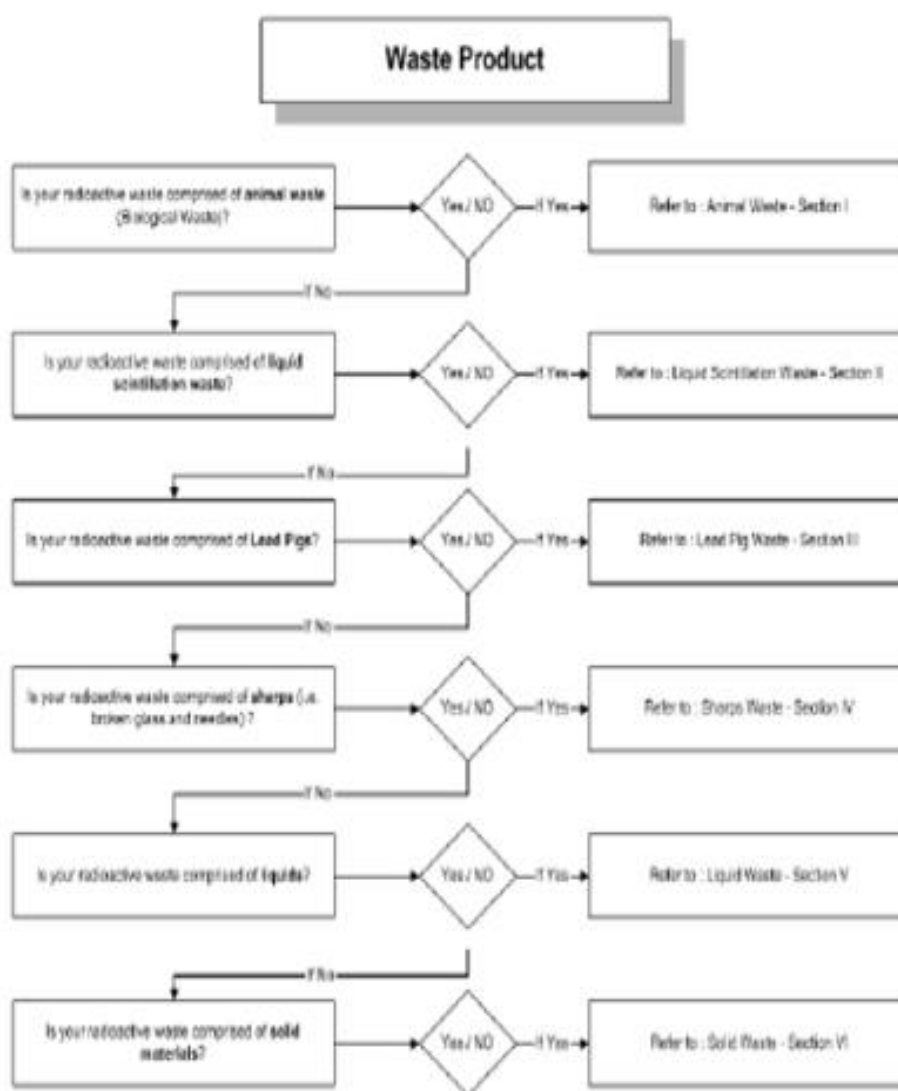 Waste Product
Is your radioactive waste comprised of animal waste
(Biological Waste)?
Yes / NO
If Yes
Refer to : Animal Waste - Section I
If No
Is your radioactive waste comprised of liquid
scintillation waste?
Yes / NO
If Yes
Refer to : Liquid Scintillation Waste - Section II
If No
Is your radioactive waste comprised of Lead Pigs?
Yes / NO
If Yes
Refer to : Lead Pig Waste - Section III
If No
Is your radioactive waste comprised of sharps (i.e.
broken glass and needles) ?
Yes / NO
If Yes
Refer to : Sharps Waste - Section IV
If No
Is your radioactive waste comprised of liquids?
Yes / NO
If Yes
Refer to : Liquid Waste - Section V
If No
Is your radioactive waste comprised of solid
materials?
Yes / NO
If Yes
Refer to : Solid Waste - Section VI